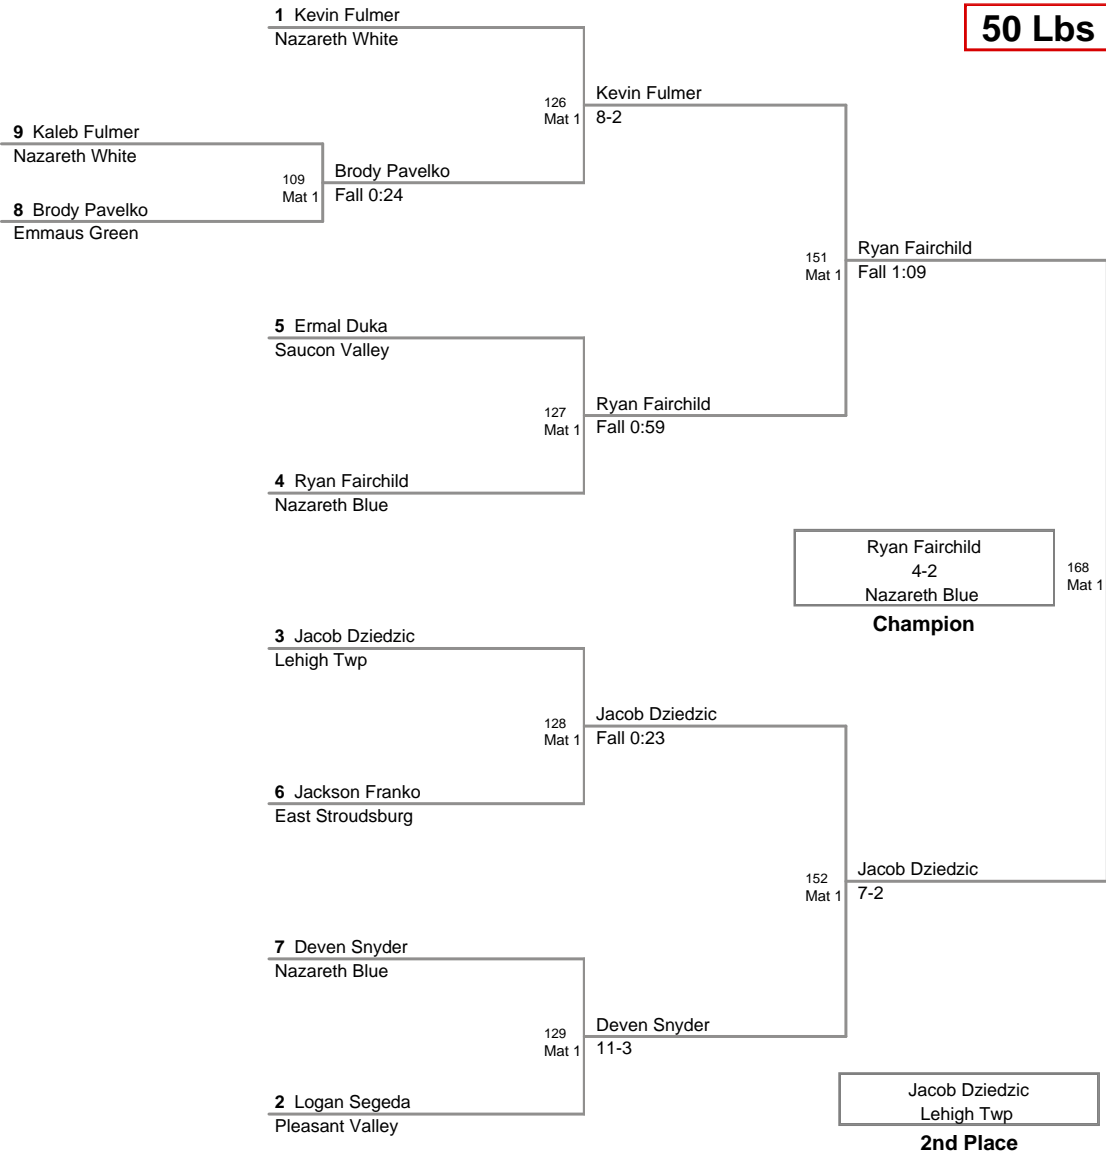 1 Kevin Fulmer
Nazareth White
50 Lbs
126
Mat 1
Kevin Fulmer
8-2
9 Kaleb Fulmer
Nazareth White
109
Mat 1
Brody Pavelko
Fall 0:24
8 Brody Pavelko
Emmaus Green
151
Mat 1
Ryan Fairchild
Fall 1:09
5 Ermal Duka
Saucon Valley
127
Mat 1
Ryan Fairchild
Fall 0:59
4 Ryan Fairchild
Nazareth Blue
Ryan Fairchild
4-2
Nazareth Blue
Champion
168
Mat 1
3 Jacob Dziedzic
Lehigh Twp
128
Mat 1
Jacob Dziedzic
Fall 0:23
6 Jackson Franko
East Stroudsburg
152
Mat 1
Jacob Dziedzic
7-2
7 Deven Snyder
Nazareth Blue
129
Mat 1
Deven Snyder
11-3
2 Logan Segeda
Pleasant Valley
Jacob Dziedzic
Lehigh Twp
2nd Place